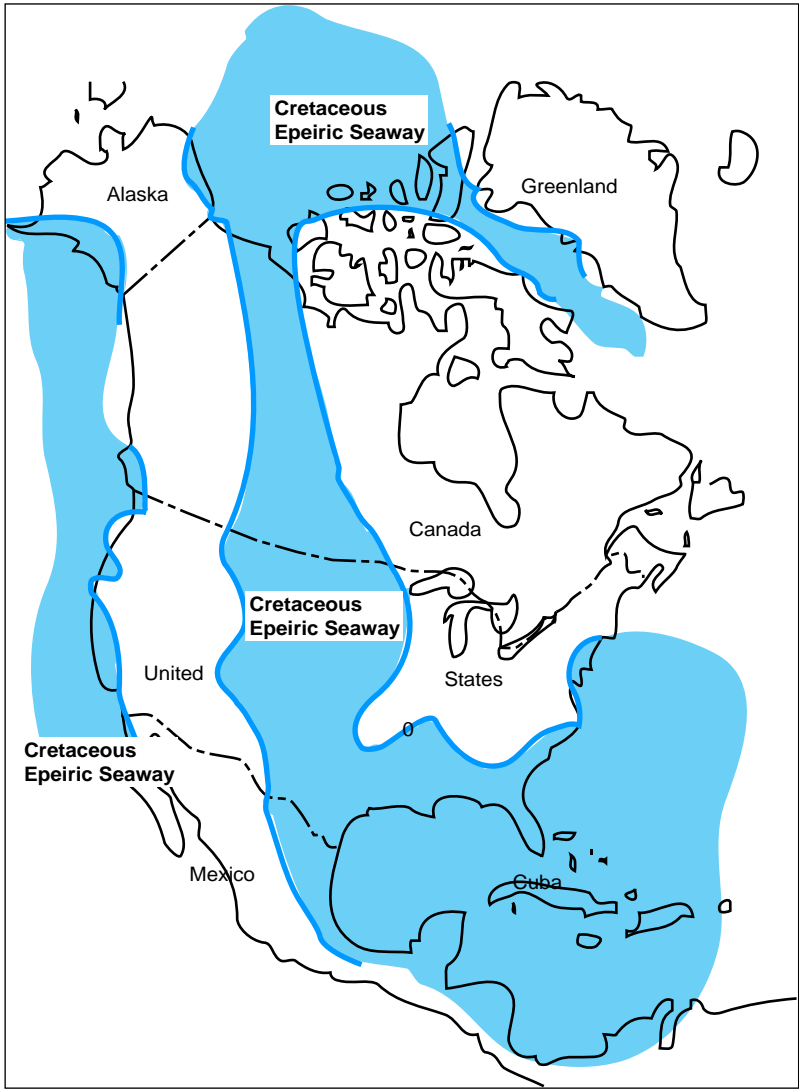 Cretaceous
Epeiric Seaway
Alaska
Greenland
Canada
Cretaceous
Epeiric Seaway
United
States
0
Cretaceous
Epeiric Seaway
Mexico
Cuba